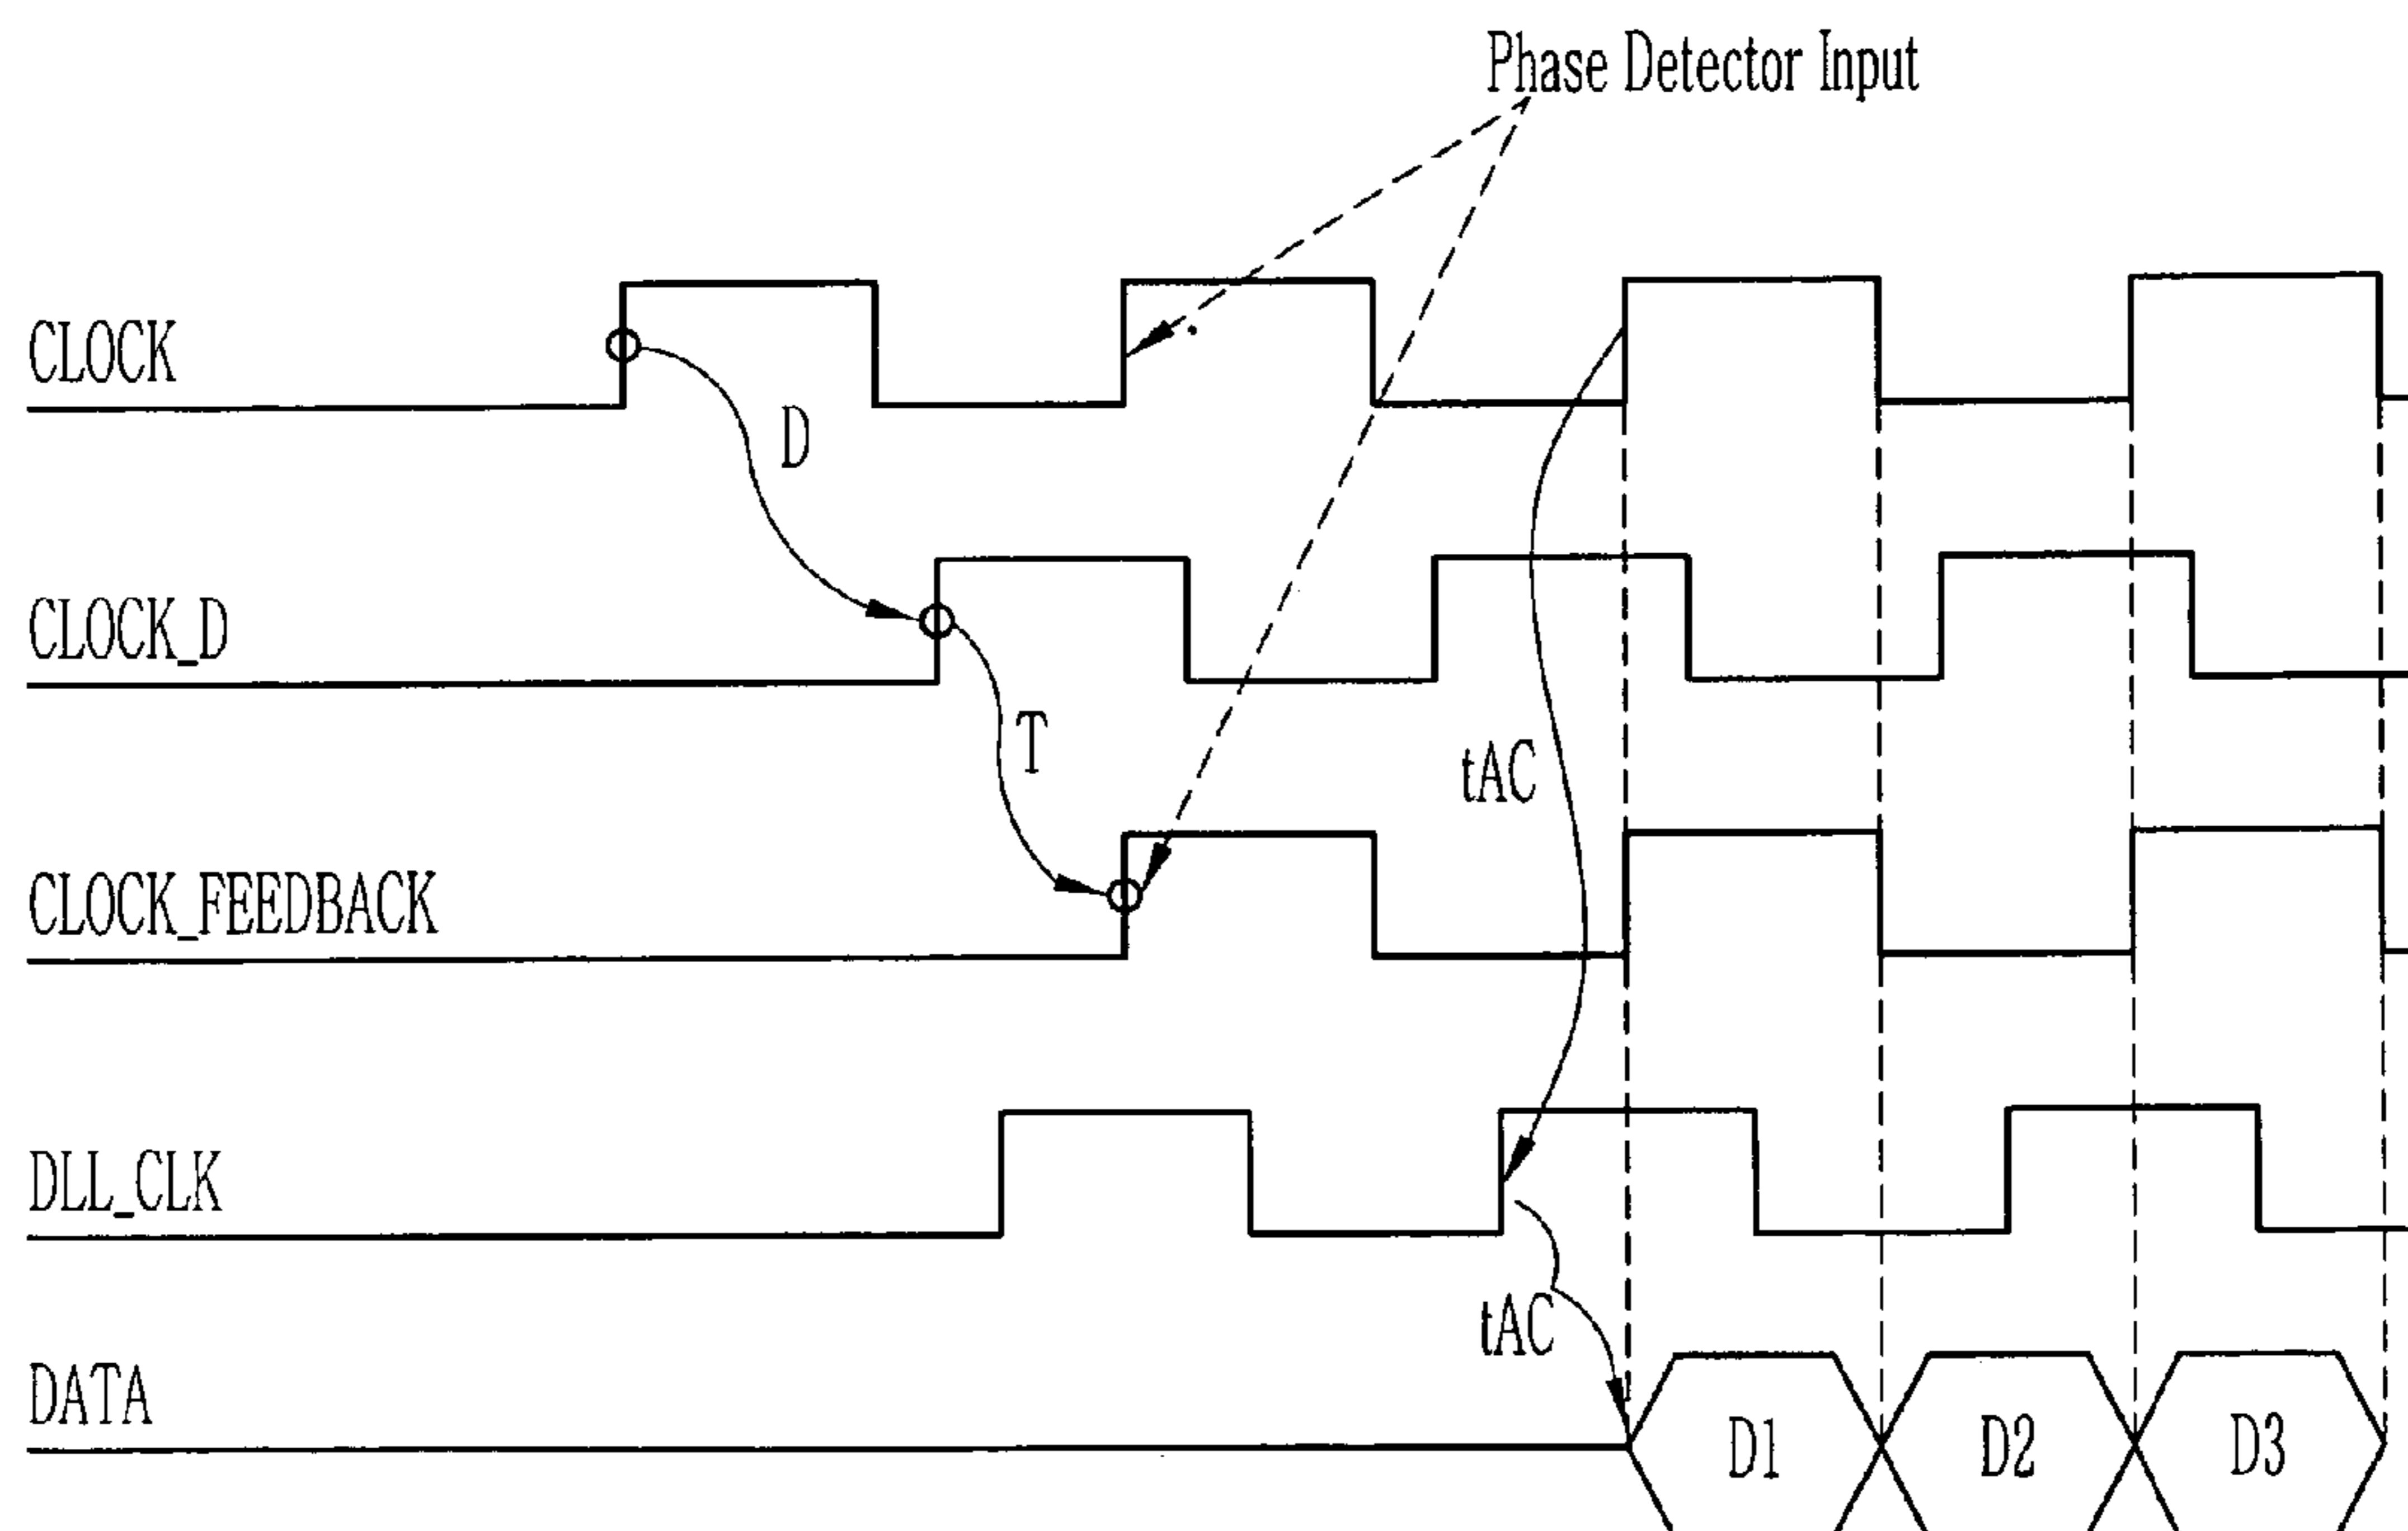 Phase Detector Input
CLOCK
D
CLOCK_D
T
tAC
CLOCK_FEEDBACK
DLL_CLK
tAC
DATA
D1
D2
D3